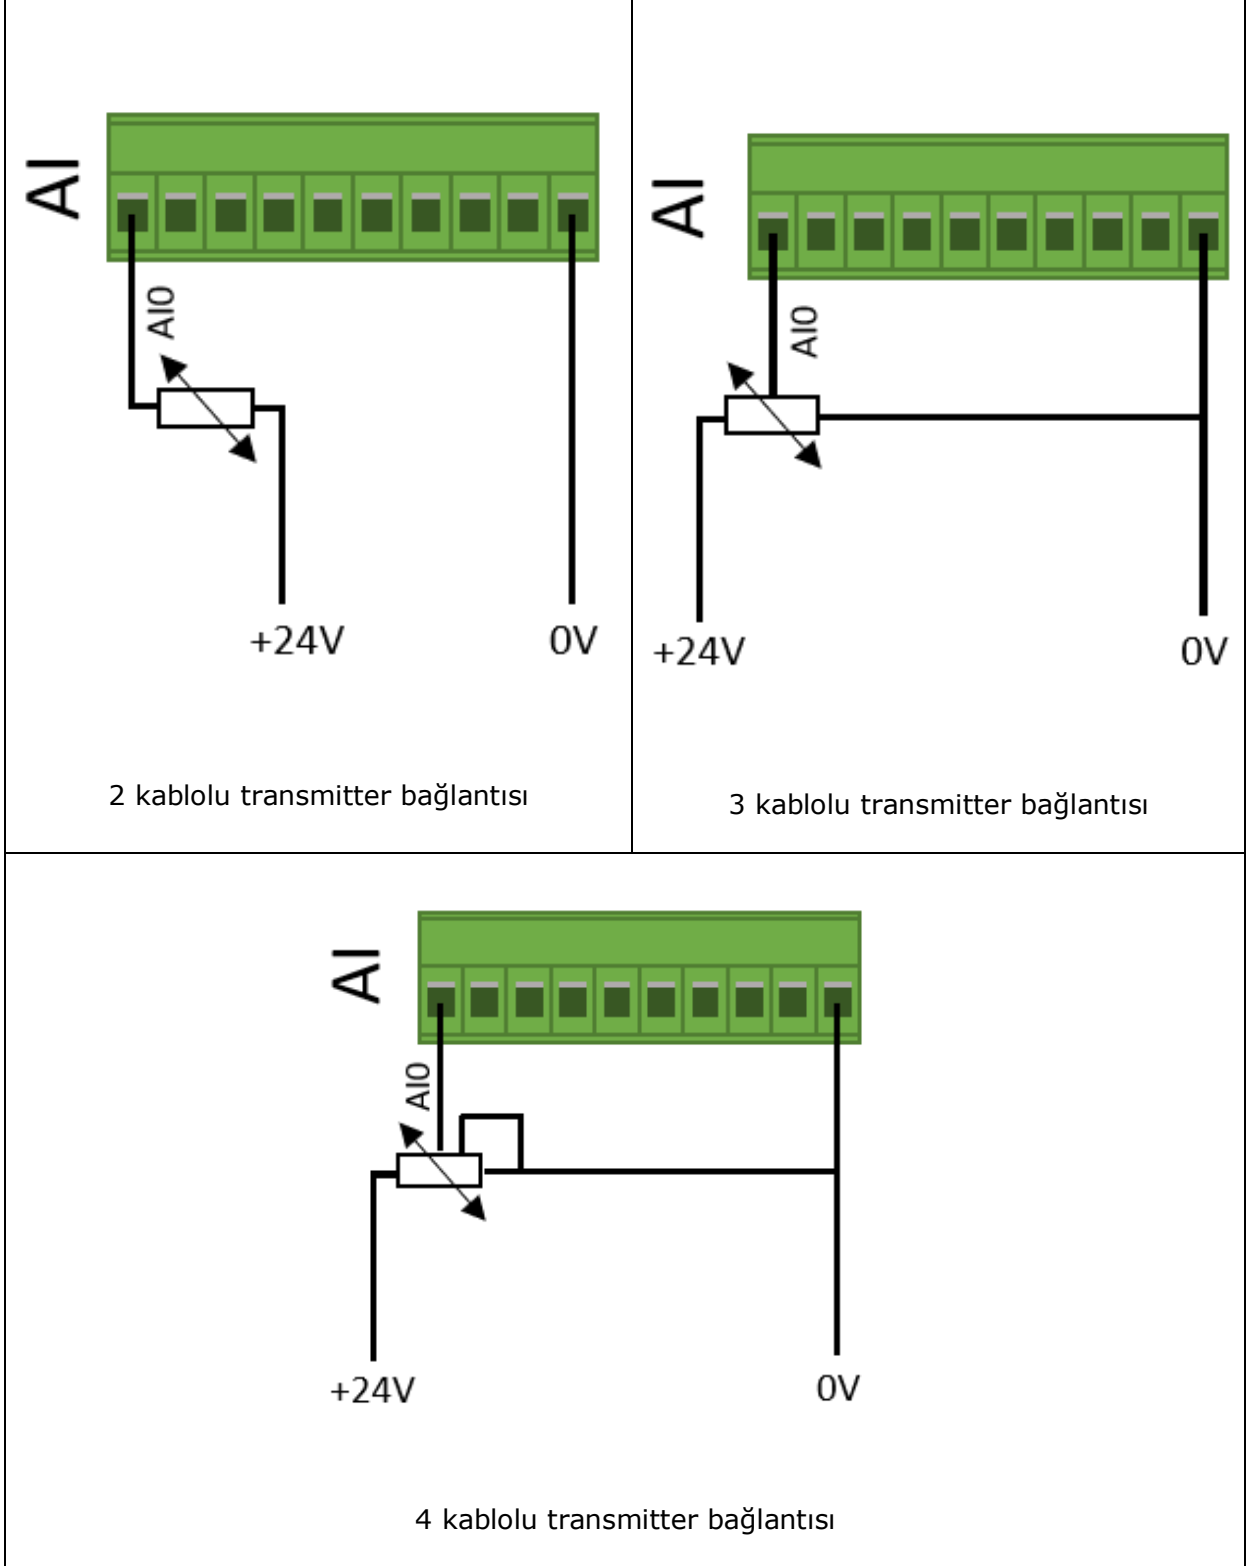 AI
AI0
+24V
0V
2 kablolu transmitter bağlantısı
AI
AI0
+24V
0V
3 kablolu transmitter bağlantısı
AI
AI0
+24V
0V
4 kablolu transmitter bağlantısı